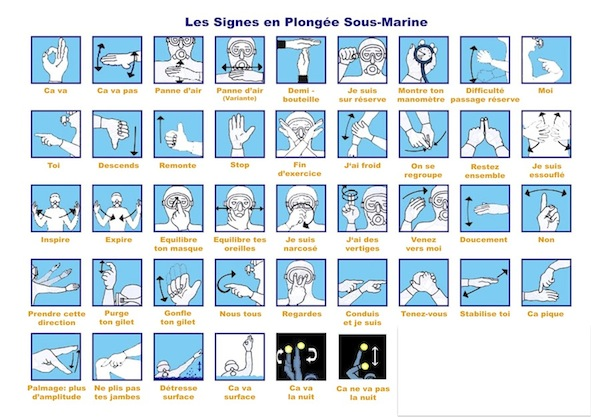 Les Signes en Plongée Sous-Marine
Ca va
Ca va pas
Panne d'air
Panne d'air
(Variante)
Demi -
bouteille
Je suis
sur réserve
Montre ton
manomètre
Difficulté
passage réserve
Moi
Toi
Descends
Remonte
Stop
Fin
d'exercice
J'ai froid
On se
regroupe
Restez
ensemble
Je suis
essouflé
Inspire
Expire
Equilibre
ton masque
Equilibre tes
oreilles
Je suis
narcosé
J'ai des
vertiges
Venez
vers moi
Doucement
Non
Prendre cette
direction
Purge
ton gilet
Gonfle
ton gilet
Nous tous
Regardes
Conduis
et je suis
Tenez-vous
Stabilise toi
Ca pique
Palmage: plus
d'amplitude
Ne plis pas
tes jambes
Détresse
surface
Ca va
surface
Ca va
la nuit
Ca ne va pas
la nuit